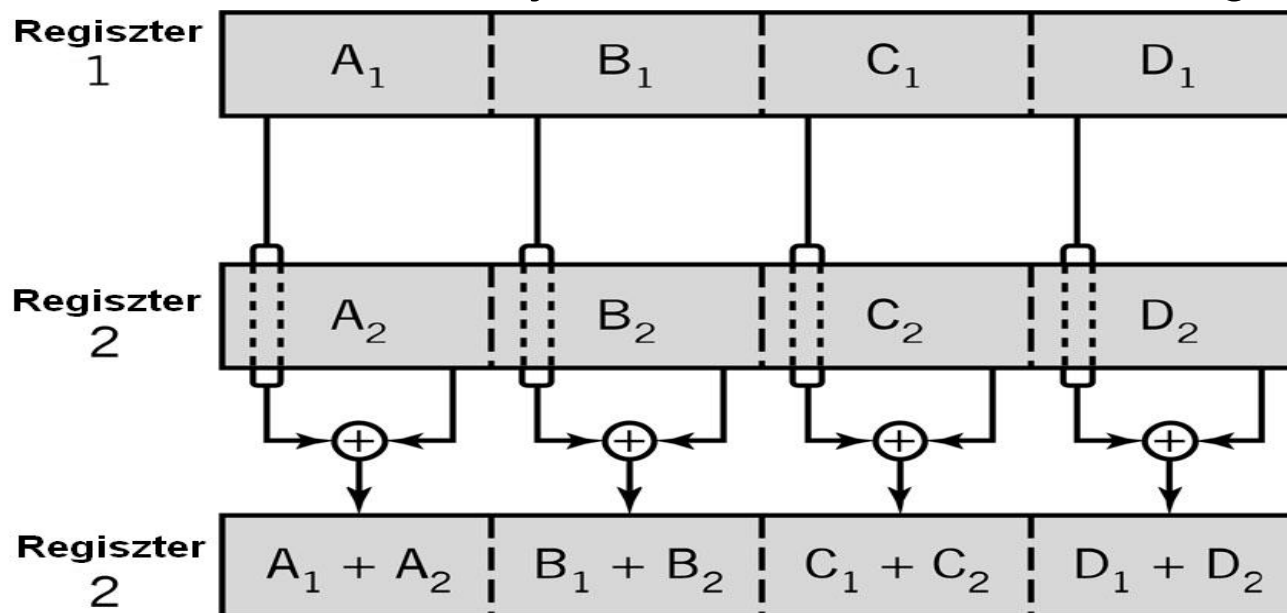 Regiszter
1
A₁ B₁ C₁ D₁
Regiszter
2
A₂ B₂ C₂ D₂
+ + + +
Regiszter
2
A₁ + A₂ B₁ + B₂ C₁ + C₂ D₁ + D₂